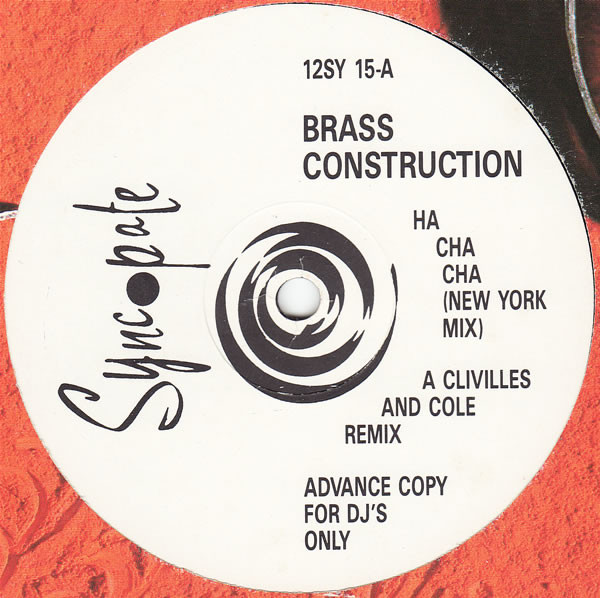 12SY 15-A
BRASS
CONSTRUCTION
Syncopate
HA
CHA
CHA
(NEW YORK
MIX)
A CLIVILLES
AND COLE
REMIX
ADVANCE COPY
FOR DJ'S
ONLY